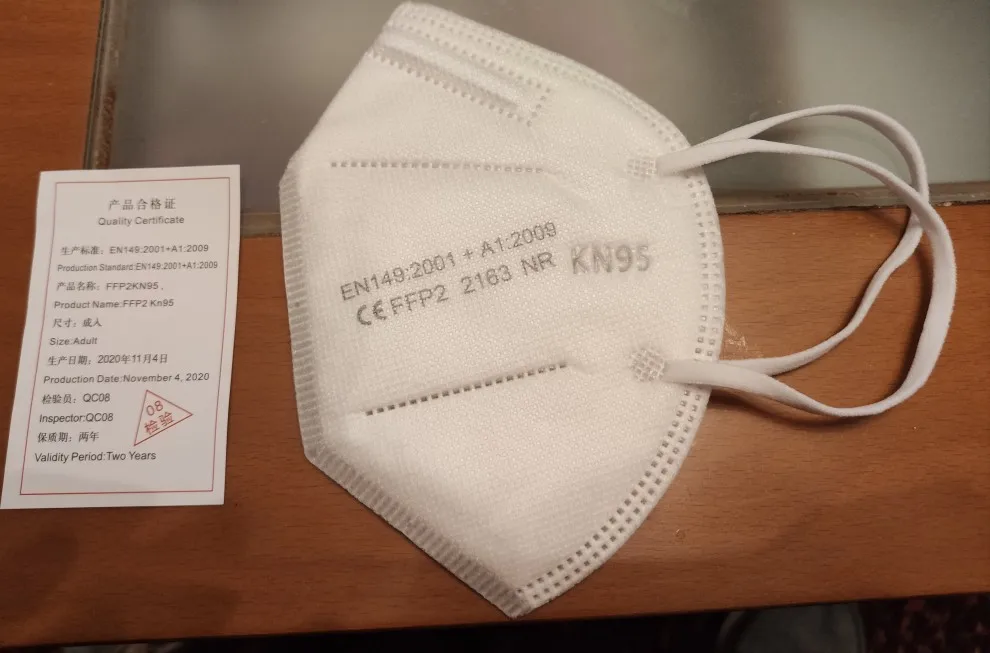 产品合格证
Quality Certificate
生产标准：EN149:2001+A1:2009
Production Standard:EN149:2001+A1:2009
产品名称：FFP2KN95 .
Product Name:FFP2 Kn95
尺寸：成人
Size:Adult
生产日期：2020年11月4日
Production Date:November 4, 2020
检验员：QC08
Inspector:QC08
保质期：两年
Validity Period:Two Years
08
检验
EN149:2001 + A1:2009
CE FFP2 2163 NR
KN95